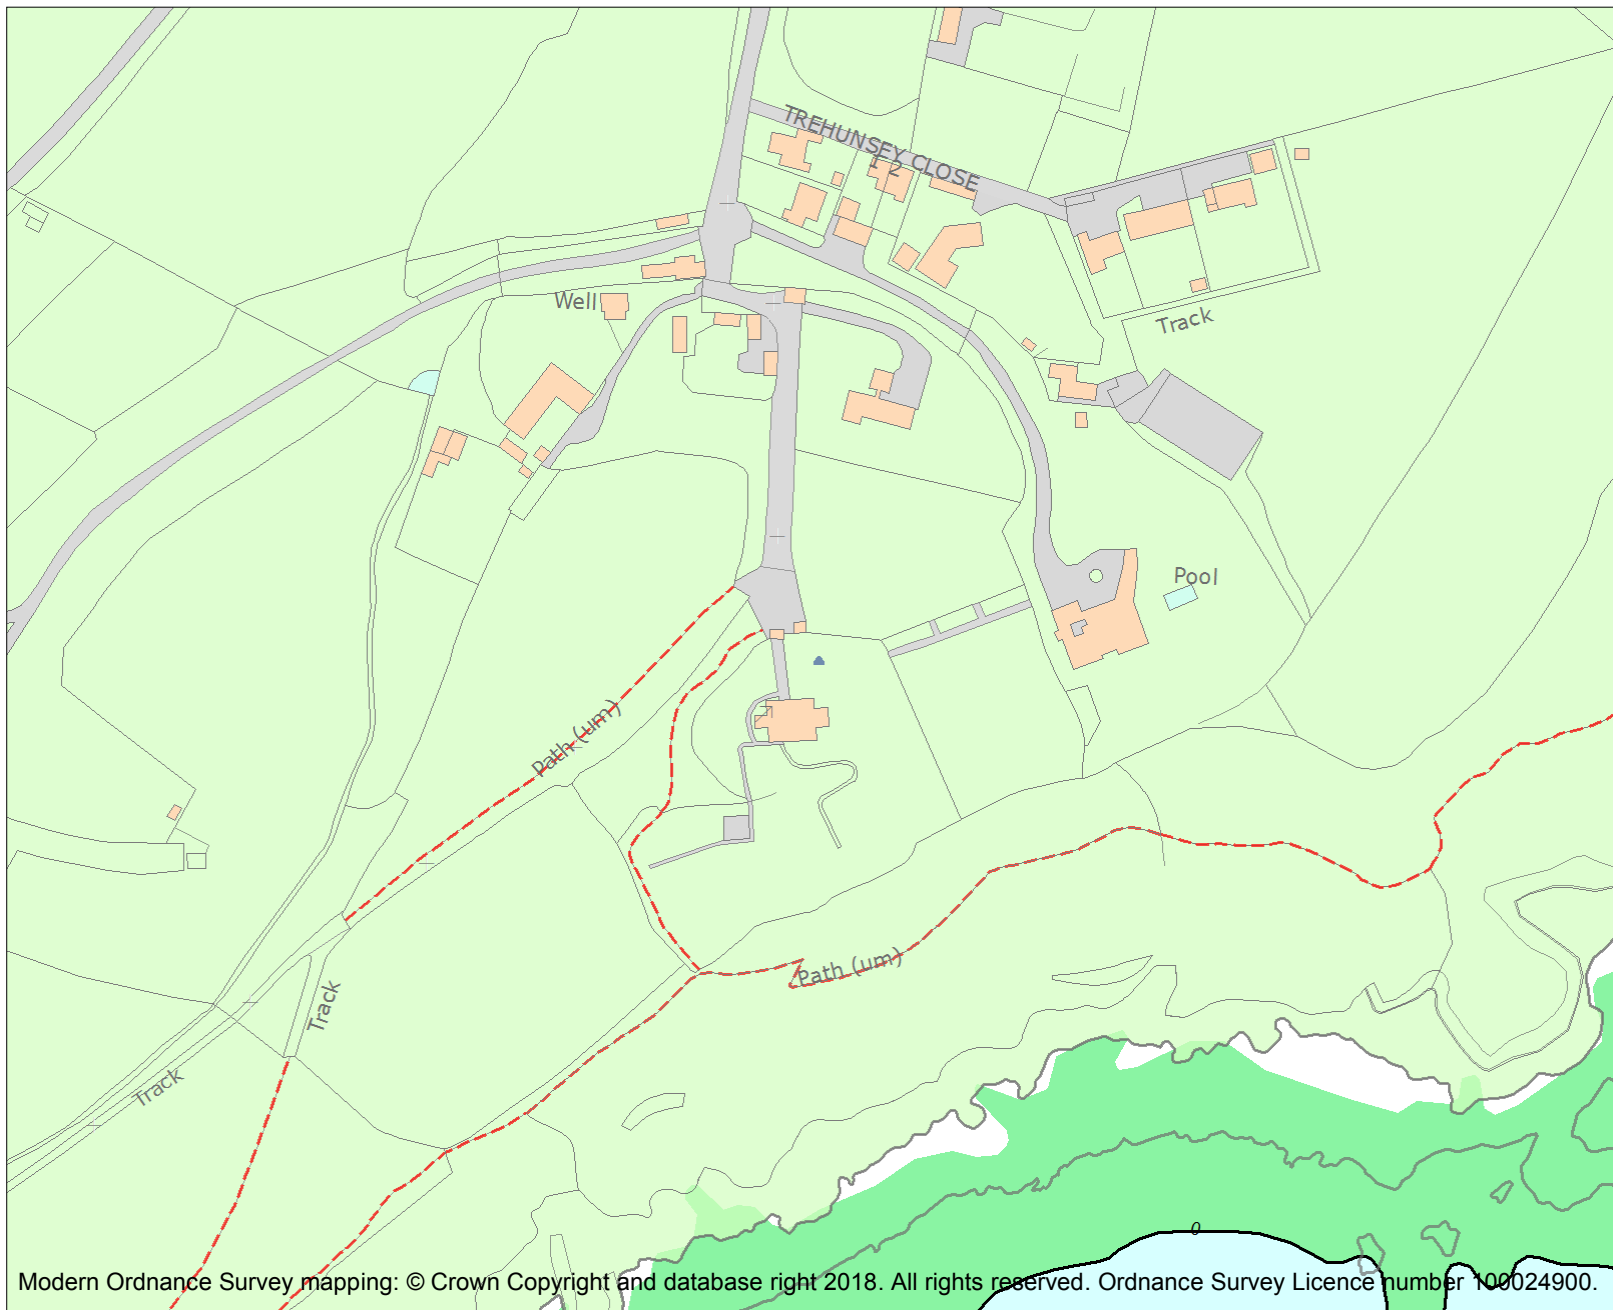 TREHUNSEY CLOSE
1 2
Well
Track
Pool
Path (um)
Path (um)
Track
Track
0
Modern Ordnance Survey mapping: © Crown Copyright and database right 2018. All rights reserved. Ordnance Survey Licence number 100024900.